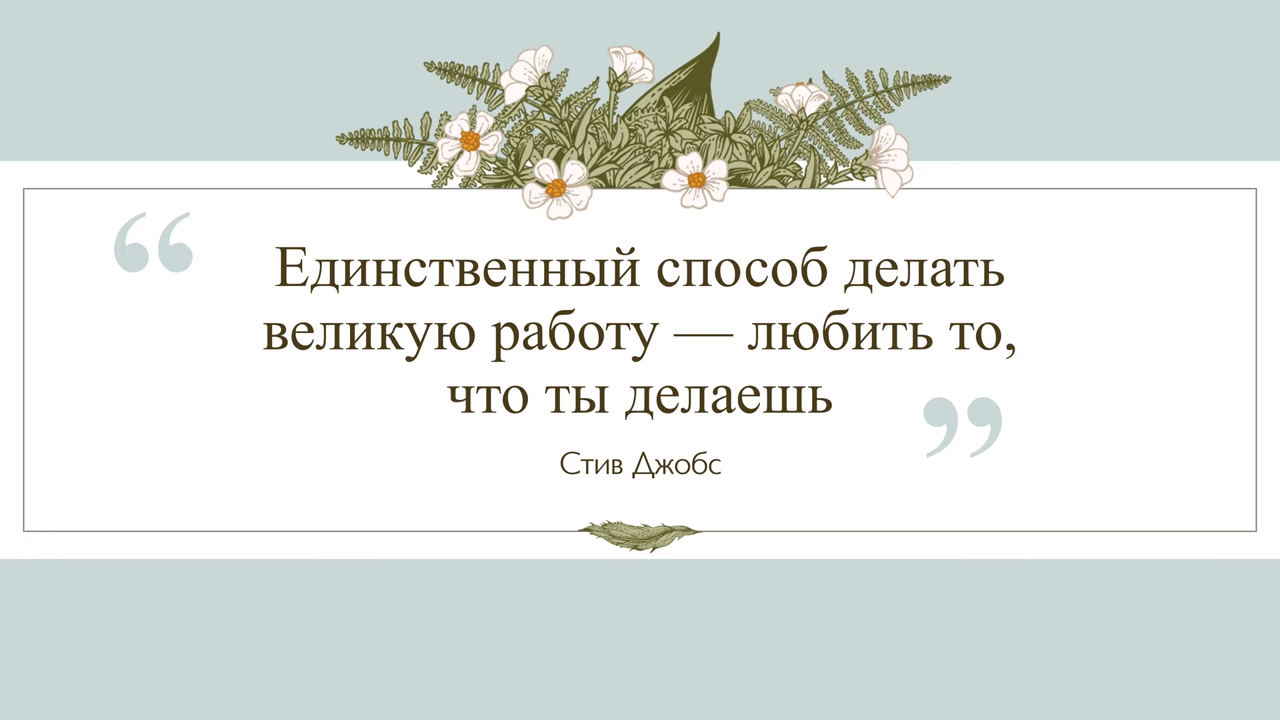 “
Единственный способ делать
великую работу — любить то,
что ты делаешь
”
Стив Джобс